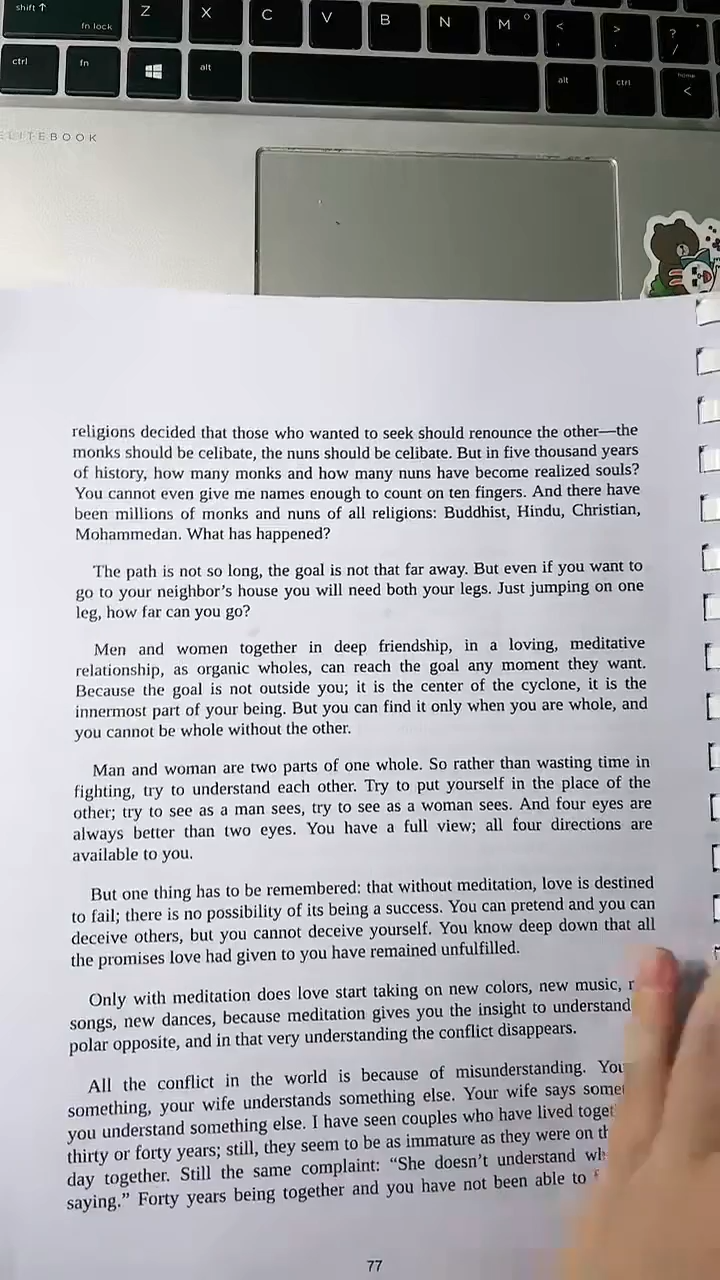 shift ↑
fn lock
Z X C V B N M < > ?
/
ctrl fn alt alt ctrl home
<
ELITEBOOK
religions decided that those who wanted to seek should renounce the other—the
monks should be celibate, the nuns should be celibate. But in five thousand years
of history, how many monks and how many nuns have become realized souls?
You cannot even give me names enough to count on ten fingers. And there have
been millions of monks and nuns of all religions: Buddhist, Hindu, Christian,
Mohammedan. What has happened?
The path is not so long, the goal is not that far away. But even if you want to
go to your neighbor's house you will need both your legs. Just jumping on one
leg, how far can you go?
Men and women together in deep friendship, in a loving, meditative
relationship, as organic wholes, can reach the goal any moment they want.
Because the goal is not outside you; it is the center of the cyclone, it is the
innermost part of your being. But you can find it only when you are whole, and
you cannot be whole without the other.
Man and woman are two parts of one whole. So rather than wasting time in
fighting, try to understand each other. Try to put yourself in the place of the
other; try to see as a man sees, try to see as a woman sees. And four eyes are
always better than two eyes. You have a full view; all four directions are
available to you.
But one thing has to be remembered: that without meditation, love is destined
to fail; there is no possibility of its being a success. You can pretend and you can
deceive others, but you cannot deceive yourself. You know deep down that all
the promises love had given to you have remained unfulfilled.
Only with meditation does love start taking on new colors, new music,
songs, new dances, because meditation gives you the insight to understand
polar opposite, and in that very understanding the conflict disappears.
All the conflict in the world is because of misunderstanding.
something, your wife understands something else. Your wife says
you understand something else. I have seen couples who have lived
thirty or forty years; still, they seem to be as immature as they were on
day together. Still the same complaint: “She doesn't understand
saying.” Forty years being together and you have not been able to
77